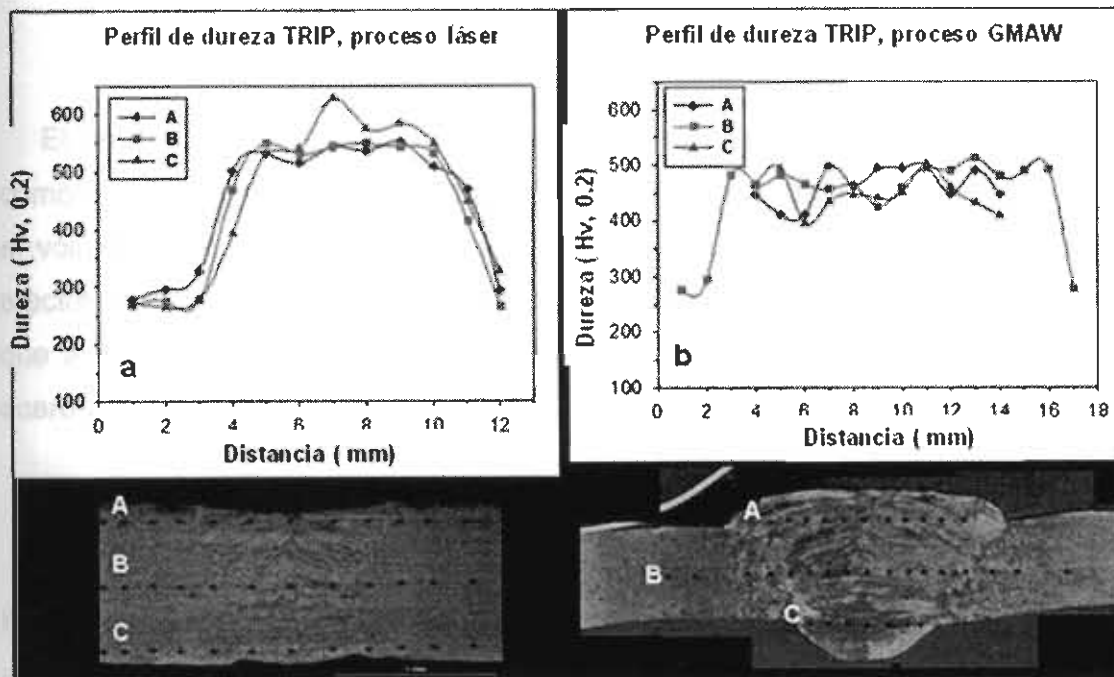 Perfil de dureza TRIP, proceso láser
Dureza ( Hv, 0.2)
600
500
400
300
200
100
A
B
C
a
0 2 4 6 8 10 12
Distancia ( mm)
A
B
C
Perfil de dureza TRIP, proceso GMAW
Dureza ( Hv, 0.2)
600
500
400
300
200
100
A
B
C
b
0 2 4 6 8 10 12 14 16 18
Distancia ( mm)
A
B
C